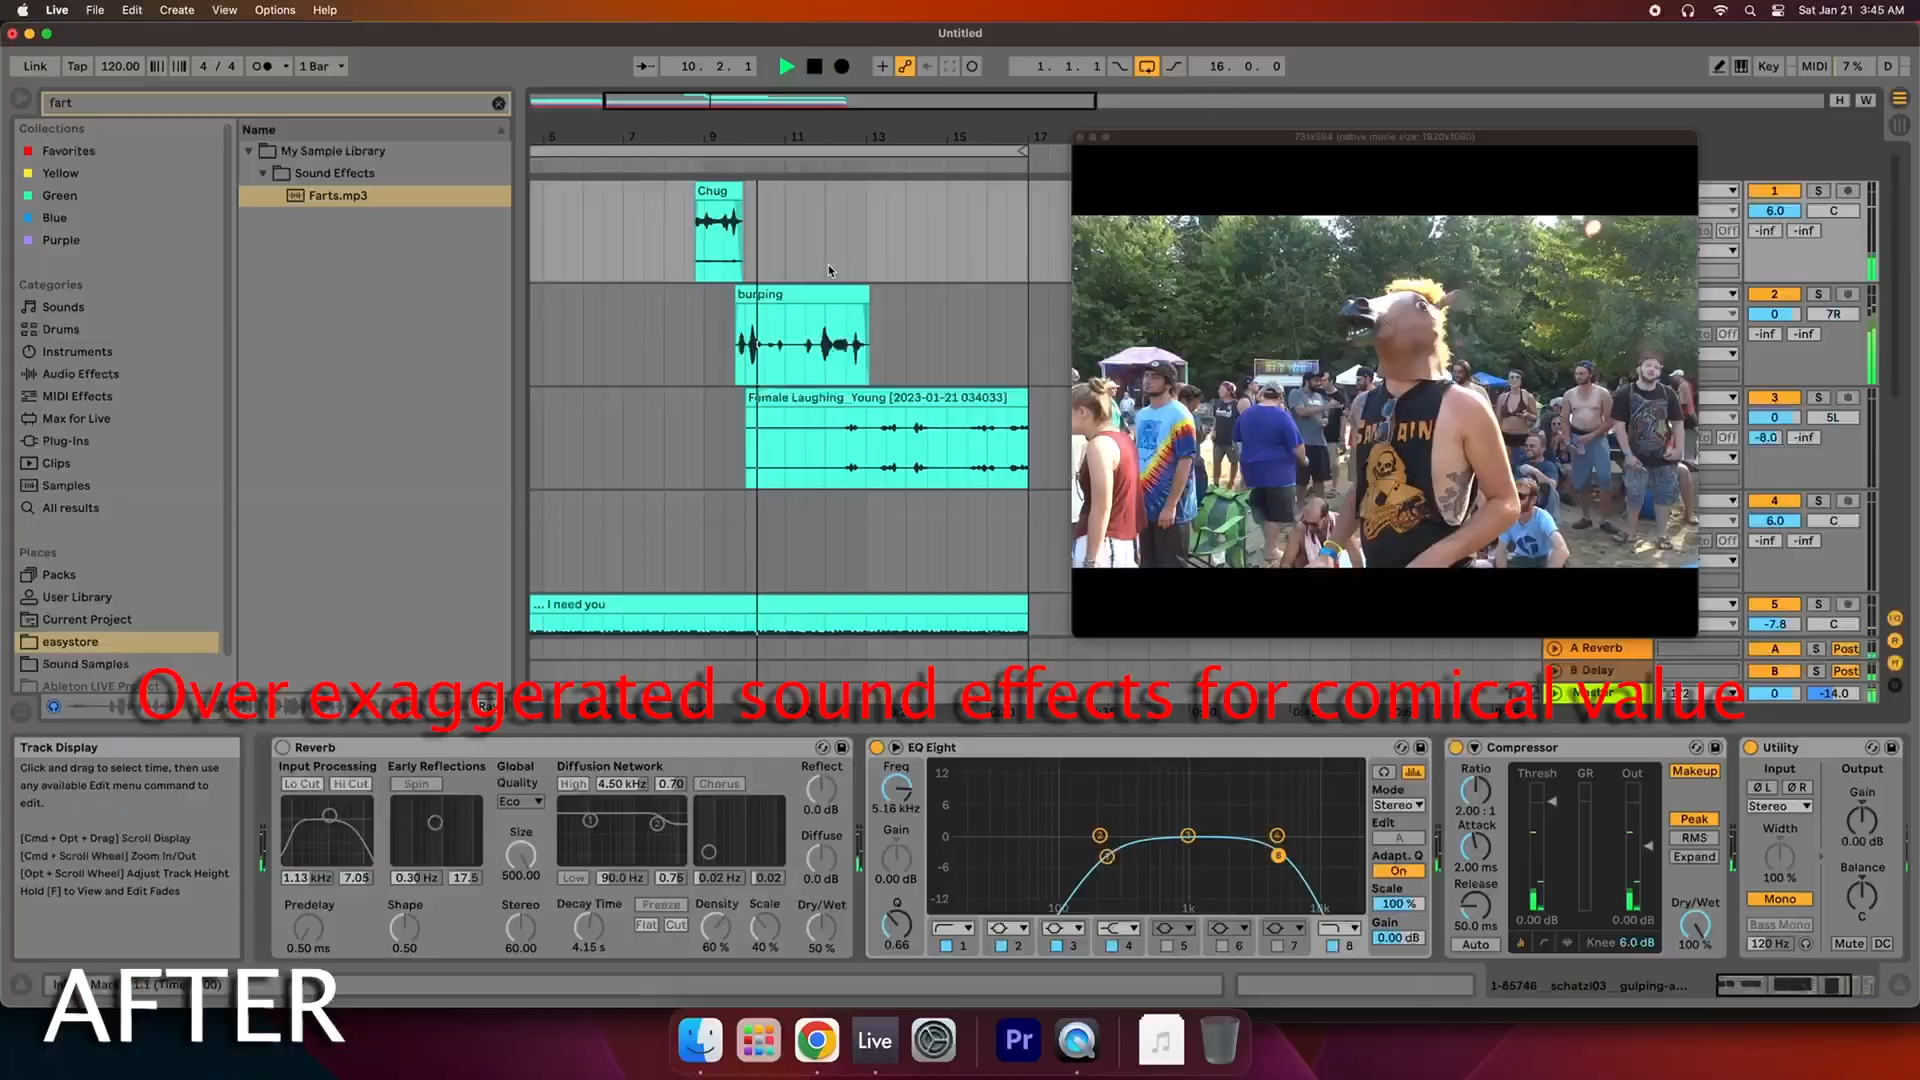 Live File Edit Create View Options Help
Sat Jan 21 3:45 AM
Untitled
Link Tap 120.00 4 / 4 1 Bar
10. 2. 1
1. 1. 1
16. 0. 0
Key MIDI 7 % D
fart
H W
Collections
Favorites
Yellow
Green
Blue
Purple
Categories
Sounds
Drums
Instruments
Audio Effects
MIDI Effects
Max for Live
Plug-Ins
Clips
Samples
All results
Places
Packs
User Library
Current Project
easystore
Sound Samples
Name
My Sample Library
Sound Effects
Farts.mp3
5 7 9 11 13 15 17
Chug
burping
Female Laughing_Young [2023-01-21 034033]
... I need you
731x594 (native movie size: 1920x1080)
1 S
6.0 C
-inf -inf
2 S
0 7R
Off -inf -inf
3 S
0 5L
Off -8.0 -inf
4 S
6.0 C
Off -inf -inf
5 S
-7.8 C
A Reverb A S Post
B Delay B S Post
Master 1/2 0 -14.0
Over exaggerated sound effects for comical value
Track Display
Click and drag to select time, then use
any available Edit menu command to
edit.
[Cmd + Opt + Drag] Scroll Display
[Cmd + Scroll Wheel] Zoom In/Out
[Opt + Scroll Wheel] Adjust Track Height
Hold [F] to View and Edit Fades
Reverb
Input Processing Early Reflections Global Diffusion Network Reflect
Lo Cut Hi Cut Spin Quality High 4.50 kHz 0.70 Chorus
Eco
0.0 dB
Size
500.00
Diffuse
0.0 dB
1.13 kHz 7.05 0.30 Hz 17.5 Low 90.0 Hz 0.75 0.02 Hz 0.02
Predelay Shape Stereo Decay Time Freeze Density Scale Dry/Wet
Flat Cut
0.50 ms 0.50 60.00 4.15 s 60 % 40 % 50 %
EQ Eight
Freq
5.16 kHz
Gain
0.00 dB
Q
0.66
12
6
0
-6
-12
100 1k 10k
1 2 3 4 5 6 7 8
Mode
Stereo
Edit
A
Adapt. Q
On
Scale
100 %
Gain
0.00 dB
Compressor
Ratio
2.00 : 1
Attack
2.00 ms
Release
50.0 ms
Auto
Thresh GR Out
0.00 dB 0.00 dB
Knee 6.0 dB
Makeup
Peak
RMS
Expand
Dry/Wet
100 %
Utility
Input Output
Ø L Ø R Gain
Stereo
Width 0.00 dB
100 % Balance
Mono
Bass Mono C
120 Hz Mute DC
AFTER
1-85746__schatzi03__gulping-a...
Live Pr